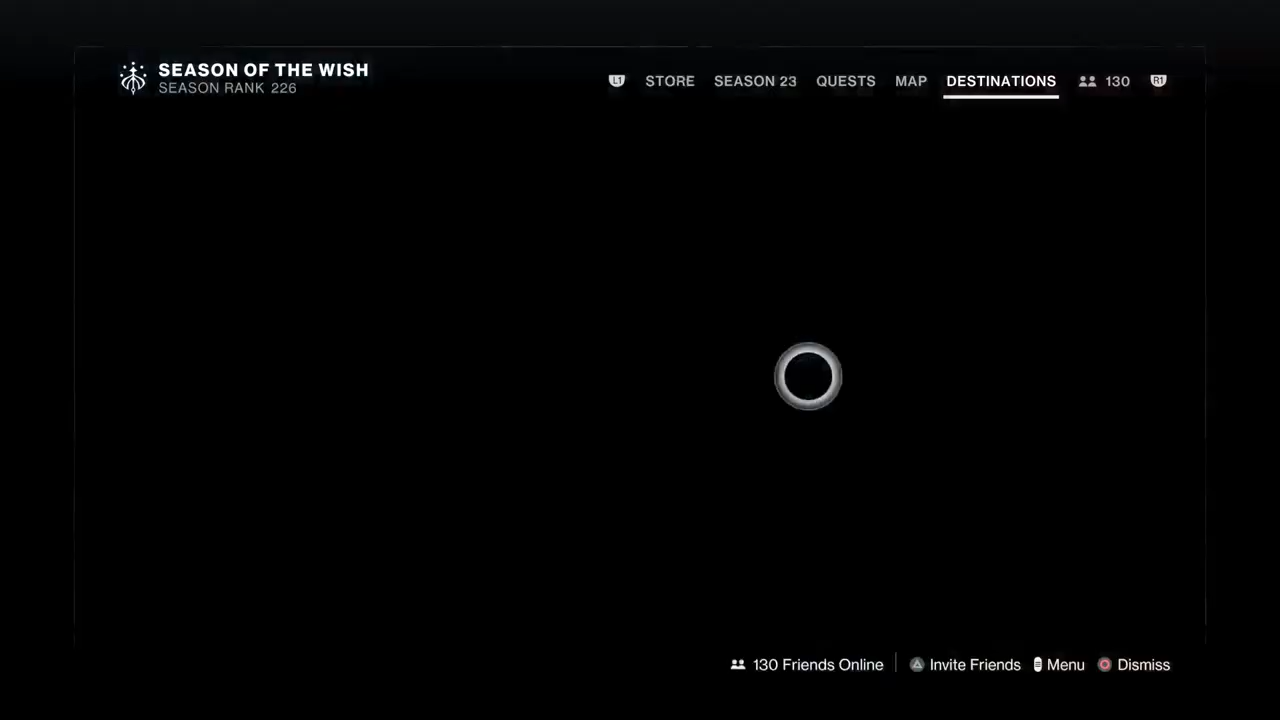 SEASON OF THE WISH
SEASON RANK 226
L1 STORE SEASON 23 QUESTS MAP DESTINATIONS 130 R1
130 Friends Online Invite Friends Menu Dismiss